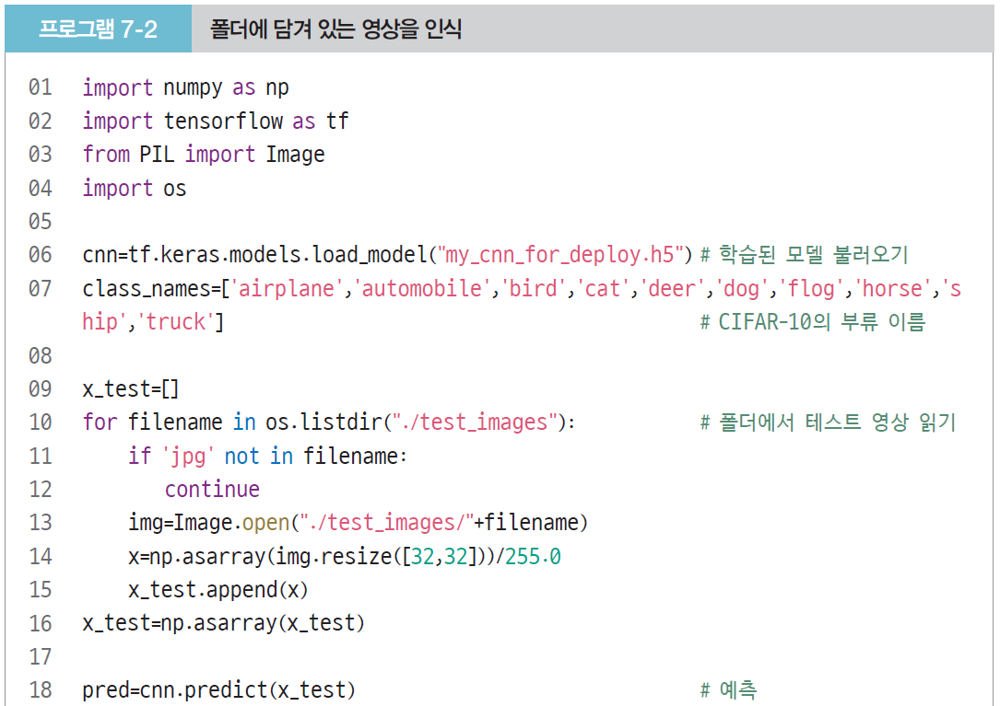 프로그램 7-2 폴더에 담겨 있는 영상을 인식
01 import numpy as np
02 import tensorflow as tf
03 from PIL import Image
04 import os
05
06 cnn=tf.keras.models.load_model("my_cnn_for_deploy.h5") # 학습된 모델 불러오기
07 class_names=['airplane','automobile','bird','cat','deer','dog','flog','horse','s
hip','truck'] # CIFAR-10의 부류 이름
08
09 x_test=[]
10 for filename in os.listdir("./test_images"): # 폴더에서 테스트 영상 읽기
11     if 'jpg' not in filename:
12         continue
13     img=Image.open("./test_images/"+filename)
14     x=np.asarray(img.resize([32,32]))/255.0
15     x_test.append(x)
16 x_test=np.asarray(x_test)
17
18 pred=cnn.predict(x_test) # 예측